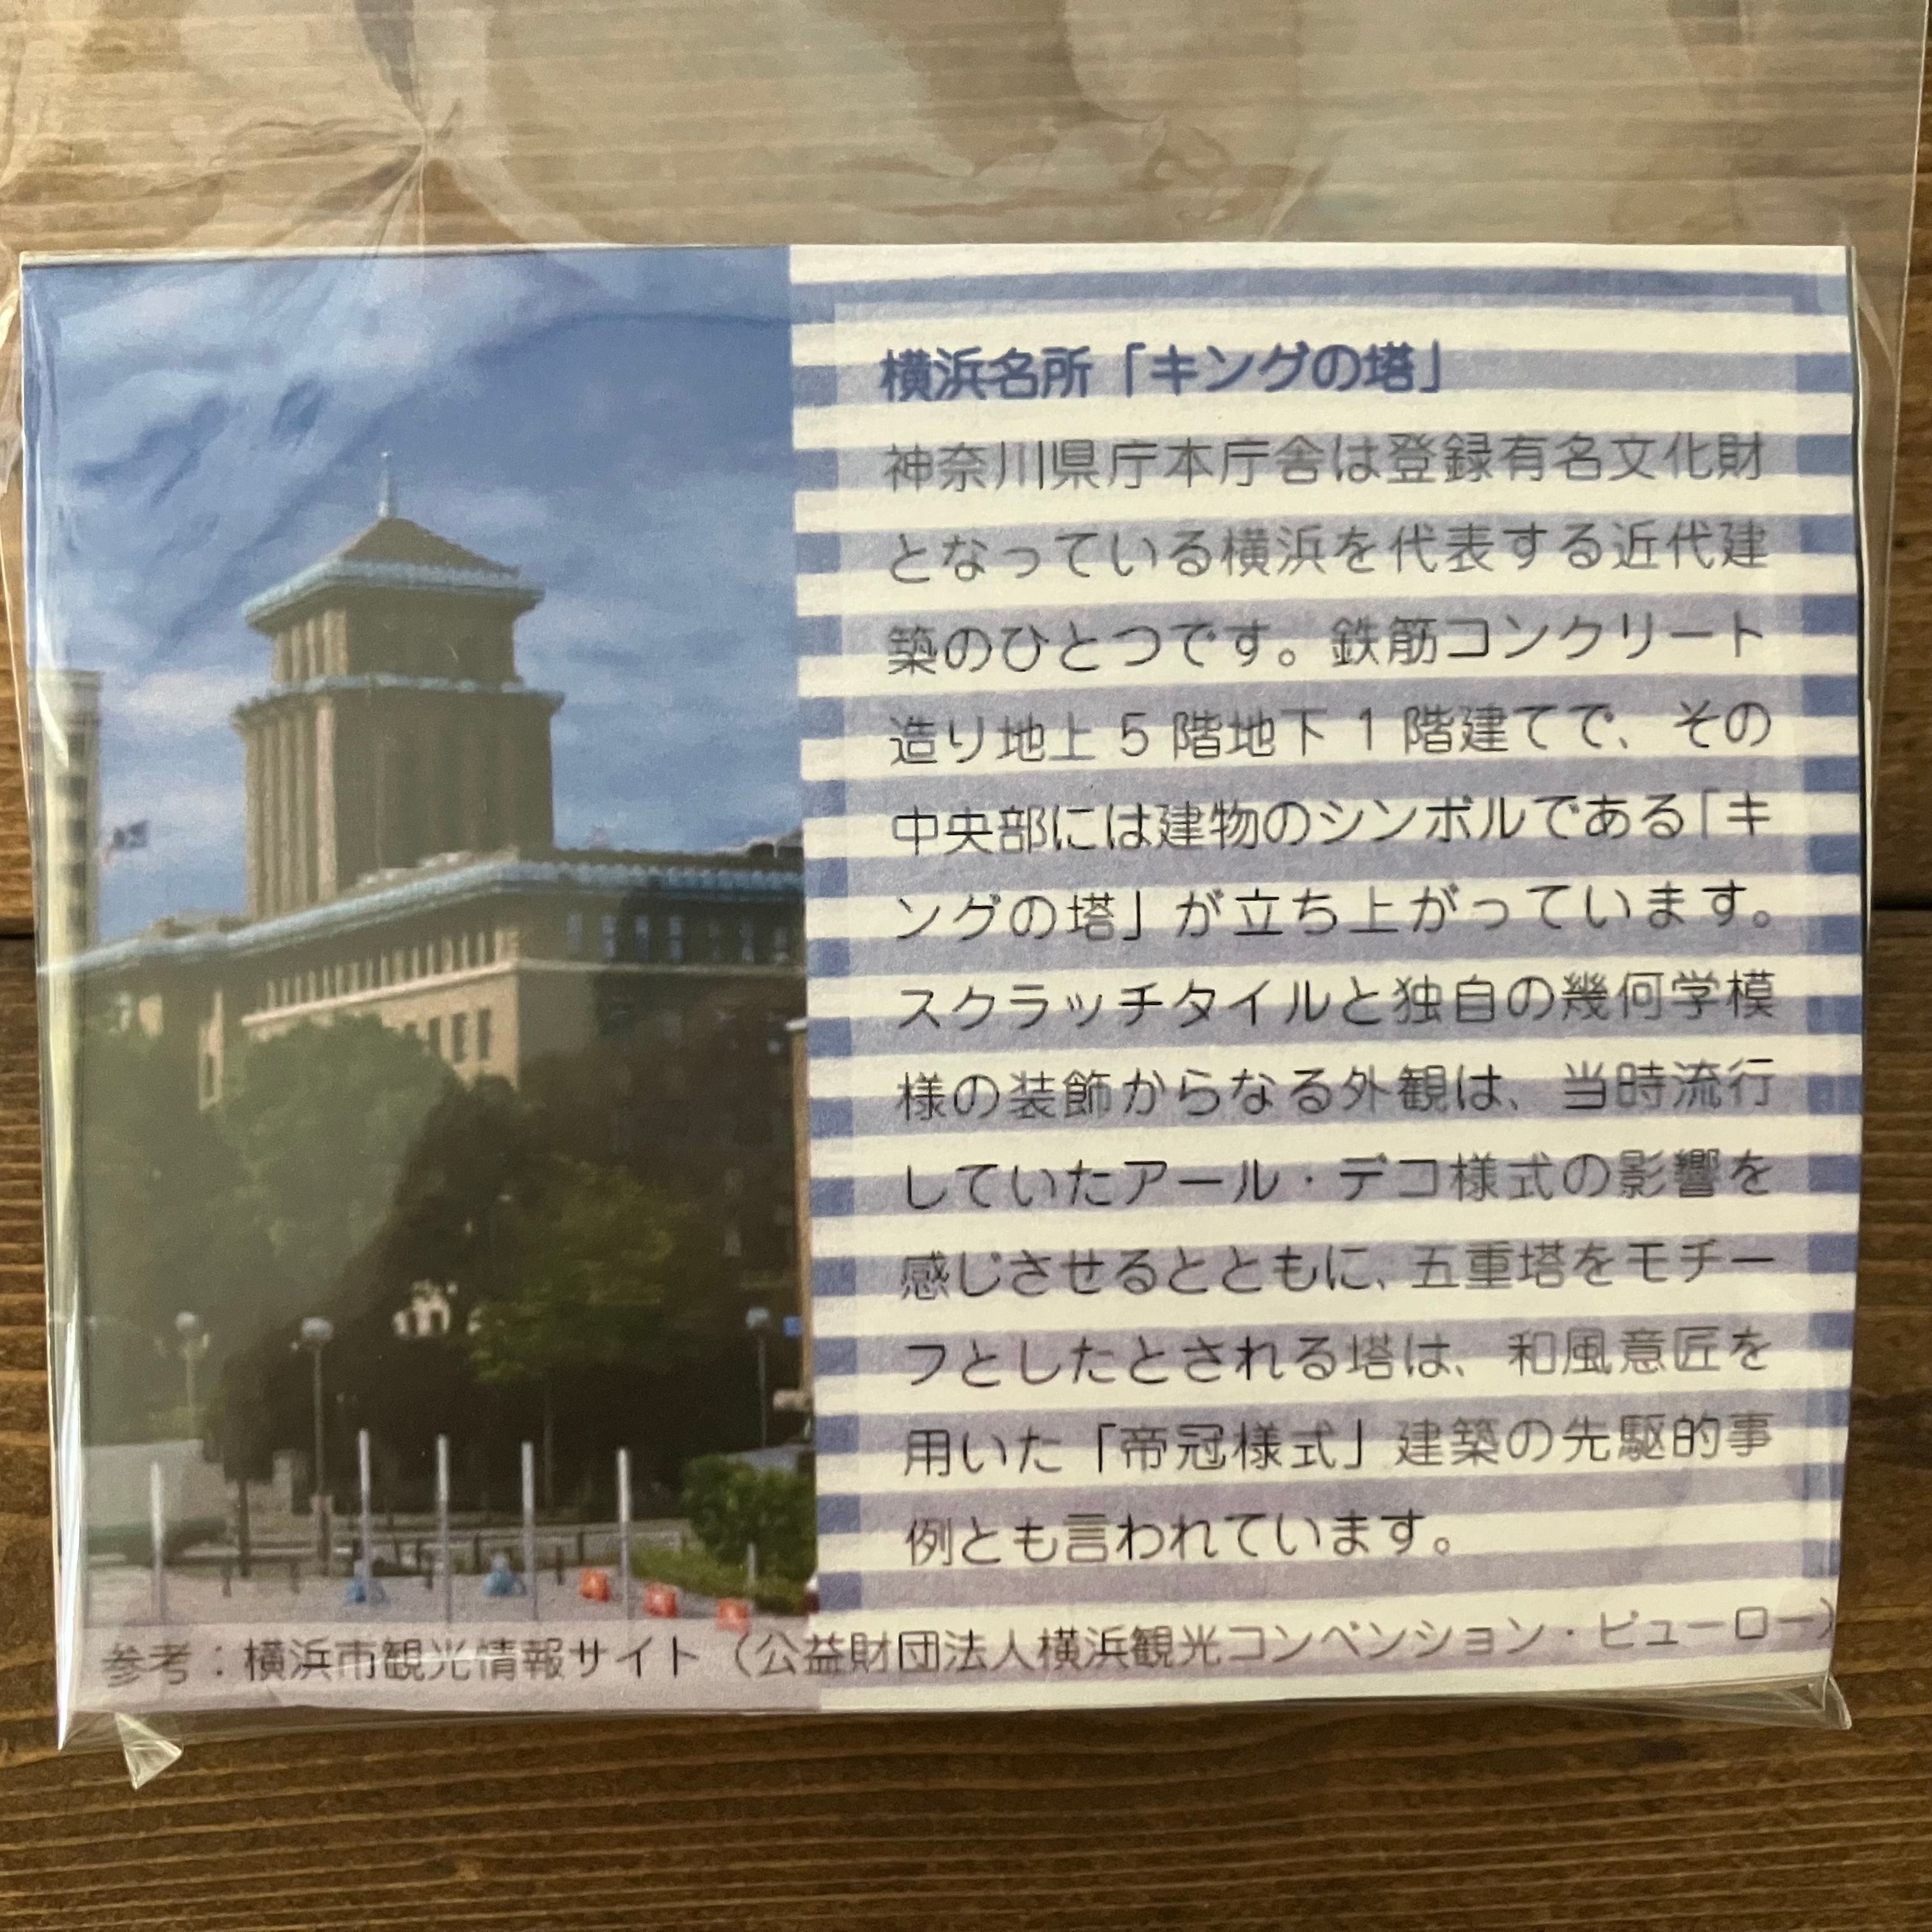 横浜名所「キングの塔」
神奈川県庁本庁舎は登録有名文化財
となっている横浜を代表する近代建
築のひとつです。鉄筋コンクリート
造り地上 5 階地下 1 階建てで、その
中央部には建物のシンボルである「キ
ングの塔」が立ち上がっています。
スクラッチタイルと独自の幾何学模
様の装飾からなる外観は、当時流行
していたアール・デコ様式の影響を
感じさせるとともに、五重塔をモチー
フとしたとされる塔は、和風意匠を
用いた「帝冠様式」建築の先駆的事
例とも言われています。
参考：横浜市観光情報サイト（公益財団法人横浜観光コンベンション・ビューロー）